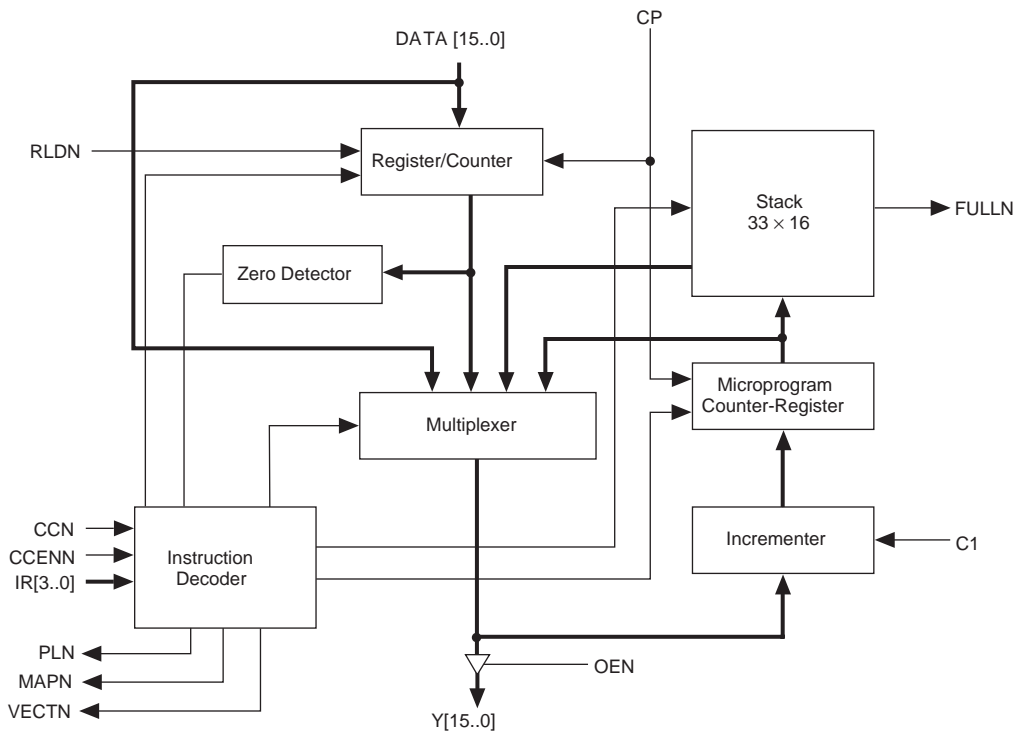 CP
DATA [15..0]
RLDN
Register/Counter
Stack
33 × 16
FULLN
Zero Detector
Microprogram
Counter-Register
Multiplexer
CCN
CCENN
IR[3..0]
Instruction
Decoder
Incrementer
C1
PLN
MAPN
VECTN
OEN
Y[15..0]